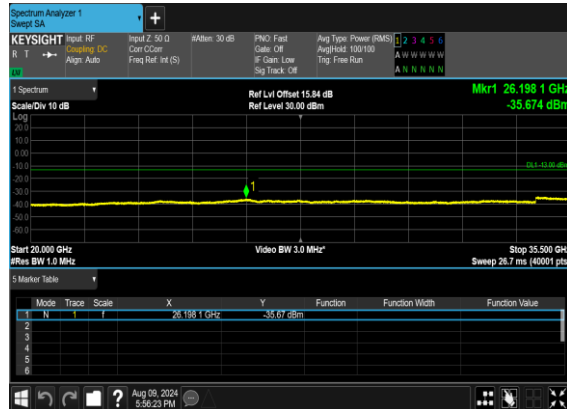 Spectrum Analyzer 1
Swept SA
+
KEYSIGHT Input: RF Input Z: 50 Ω #Atten: 30 dB PNO: Fast Avg Type: Power (RMS) 1 2 3 4 5 6
R T Coupling: DC Corr CCorr Gate: Off Avg|Hold: 100/100 A W W W W W
Align: Auto Freq Ref: Int (S) IF Gain: Low Trig: Free Run
Sig Track: Off A N N N N N
1 Spectrum Ref Lvl Offset 15.84 dB Mkr1 26.198 1 GHz
Scale/Div 10 dB Ref Level 30.00 dBm -35.674 dBm
Log
20.0
10.0
0.00
-10.0
DL1 -13.00 dBm
-20.0
-30.0
1
-40.0
-50.0
-60.0
Start 20.000 GHz Video BW 3.0 MHz* Stop 35.500 GHz
#Res BW 1.0 MHz Sweep 26.7 ms (40001 pts)
5 Marker Table
Mode Trace Scale X Y Function Function Width Function Value
1 N 1 f 26.198 1 GHz -35.67 dBm
2
3
4
5
6
? Aug 09, 2024
5:56:23 PM